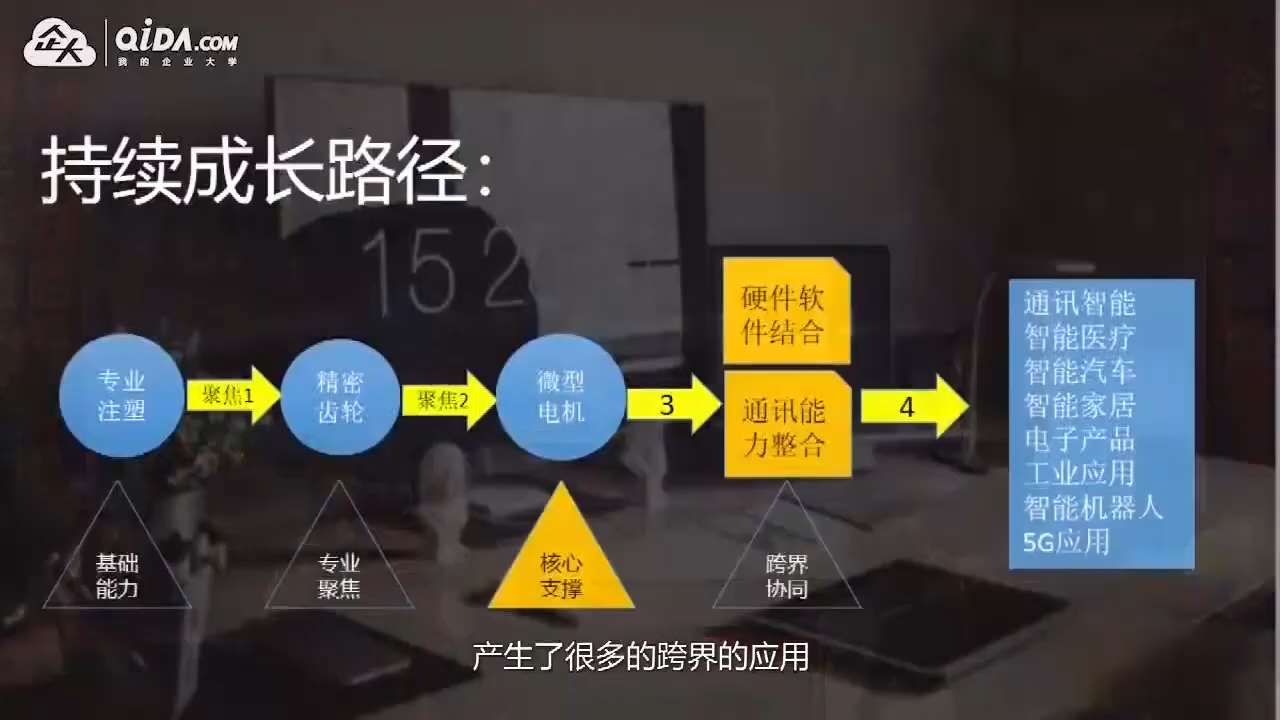 企大
QiDA.COM
我的企业大学
持续成长路径：
15 2
专业
注塑
聚焦1
精密
齿轮
聚焦2
微型
电机
3
硬件软
件结合
通讯能
力整合
4
通讯智能
智能医疗
智能汽车
智能家居
电子产品
工业应用
智能机器人
5G应用
基础
能力
专业
聚焦
核心
支撑
跨界
协同
产生了很多的跨界的应用